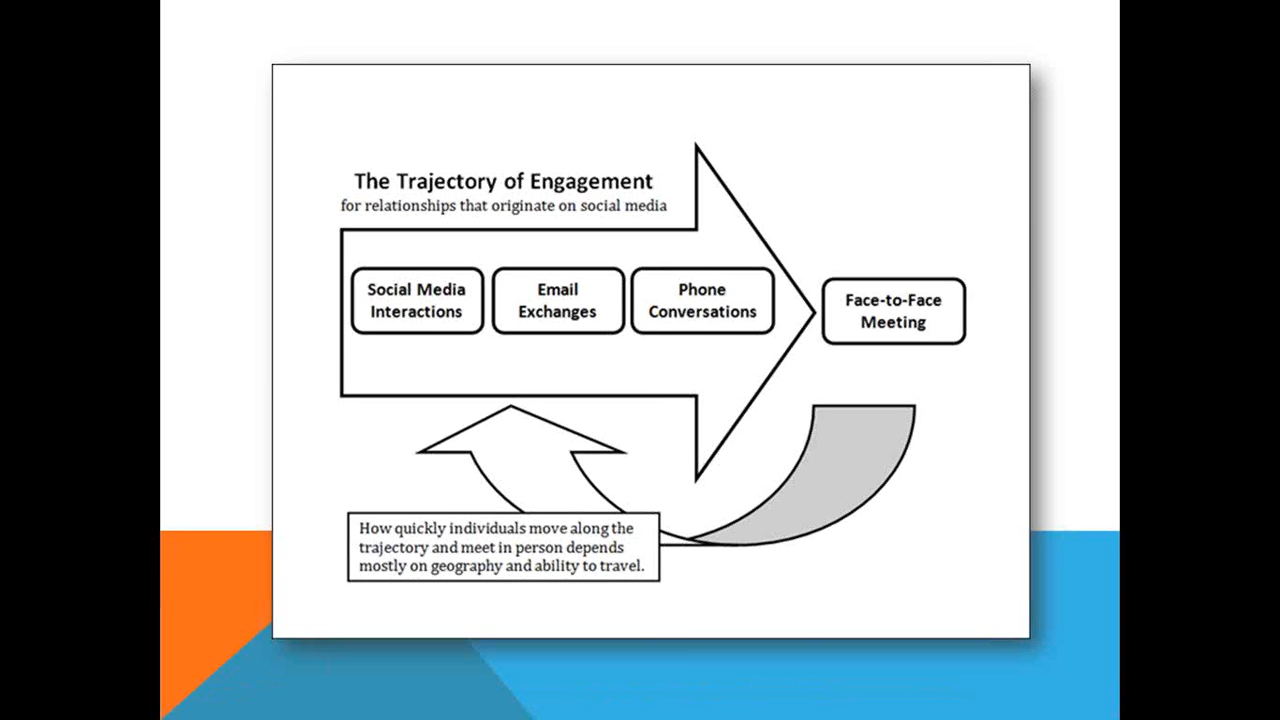 The Trajectory of Engagement
for relationships that originate on social media
Social Media
Interactions
Email
Exchanges
Phone
Conversations
Face-to-Face
Meeting
How quickly individuals move along the
trajectory and meet in person depends
mostly on geography and ability to travel.